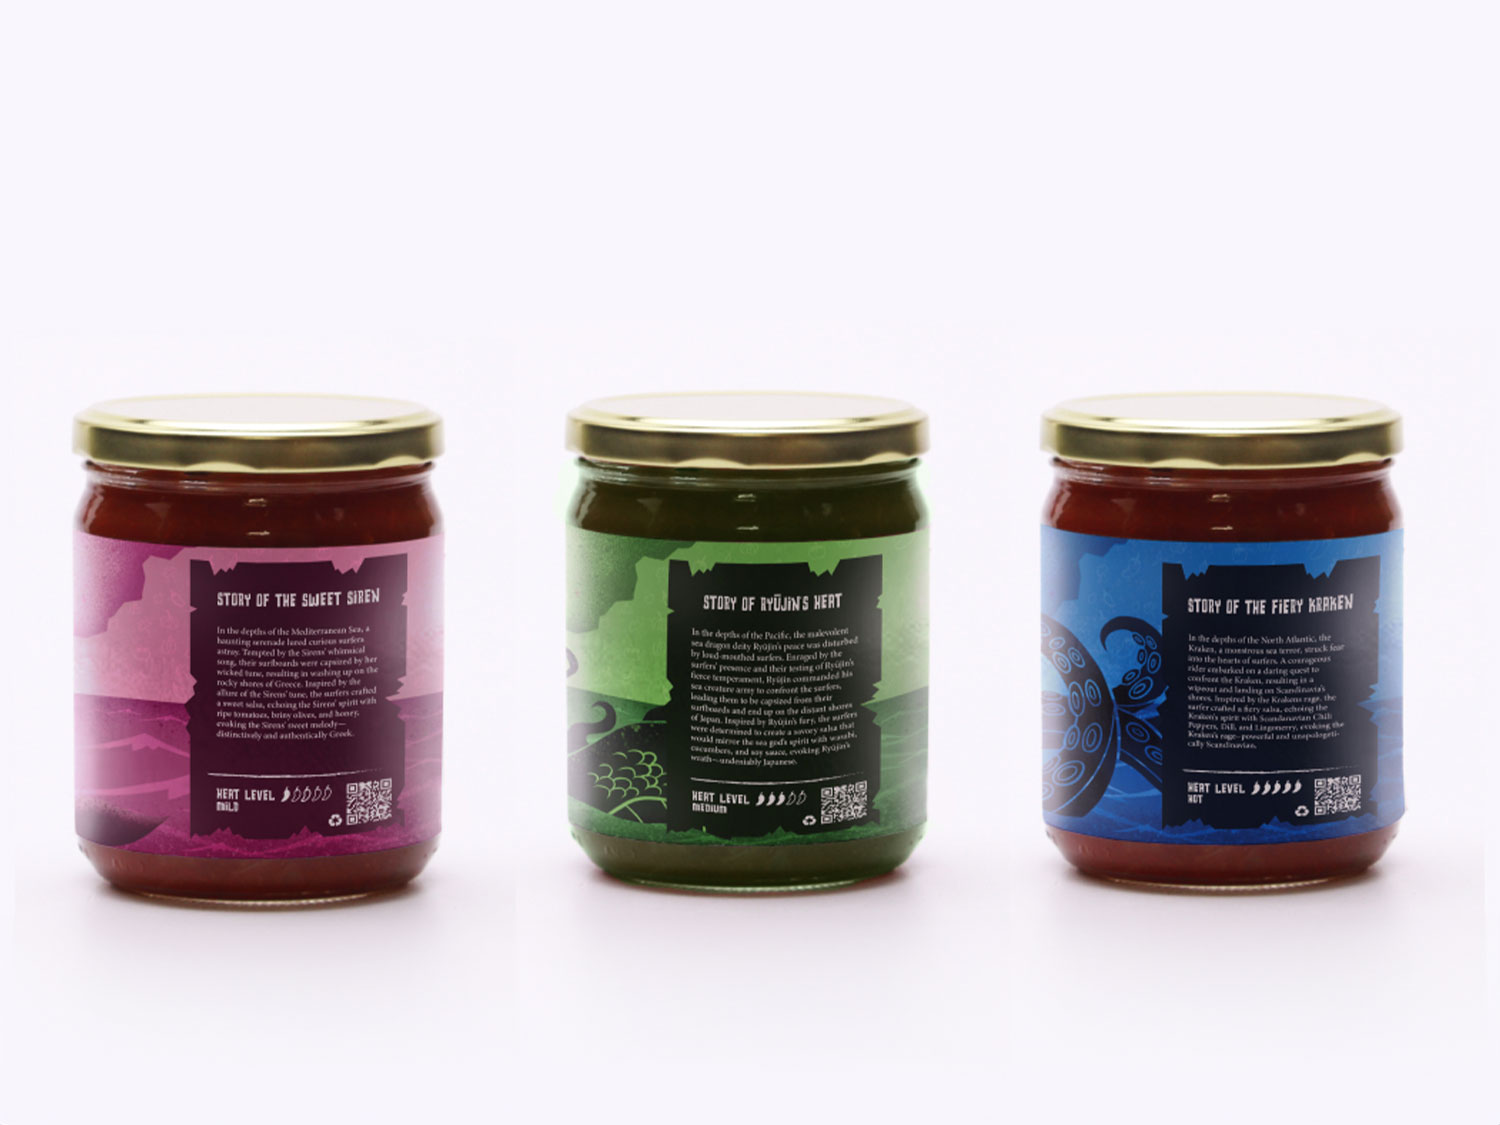 STORY OF THE SWEET SIREN
In the depths of the Mediterranean Sea, a
haunting serenade lured curious surfers
astray. Tempted by the Sirens' whimsical
song, their surfboards were capsized by her
wicked tune, resulting in washing up on the
rocky shores of Greece. Inspired by the
allure of the Sirens' tune, the surfers crafted
a sweet salsa, echoing the Sirens' spirit with
ripe tomatoes, briny olives, and honey,
evoking the Sirens' sweet melody—
distinctively and authentically Greek.
HEAT LEVEL
MILD
STORY OF RYŪJIN'S HEAT
In the depths of the Pacific, the malevolent
sea dragon deity Ryūjin's peace was disturbed
by loud-mouthed surfers. Enraged by the
surfers' presence and their testing of Ryūjin's
fierce temperament, Ryūjin commanded his
sea creature army to confront the surfers,
leading them to be capsized from their
surfboards and end up on the distant shores
of Japan. Inspired by Ryūjin's fury, the surfers
were determined to create a savory salsa that
would mirror the sea god's spirit with wasabi,
cucumbers, and soy sauce, evoking Ryūjin's
wrath—undeniably Japanese.
HEAT LEVEL
MEDIUM
STORY OF THE FIERY KRAKEN
In the depths of the North Atlantic, the
Kraken, a monstrous sea terror, struck fear
into the hearts of surfers. A courageous
rider embarked on a daring quest to
confront the Kraken, resulting in a
wipeout and landing on Scandinavia's
shores. Inspired by the Krakens rage, the
surfer crafted a fiery salsa, echoing the
Kraken's spirit with Scandinavian Chili
Peppers, Dill, and Lingonerry, evoking the
Kraken's rage—powerful and unapologeti-
cally Scandinavian.
HEAT LEVEL
HOT